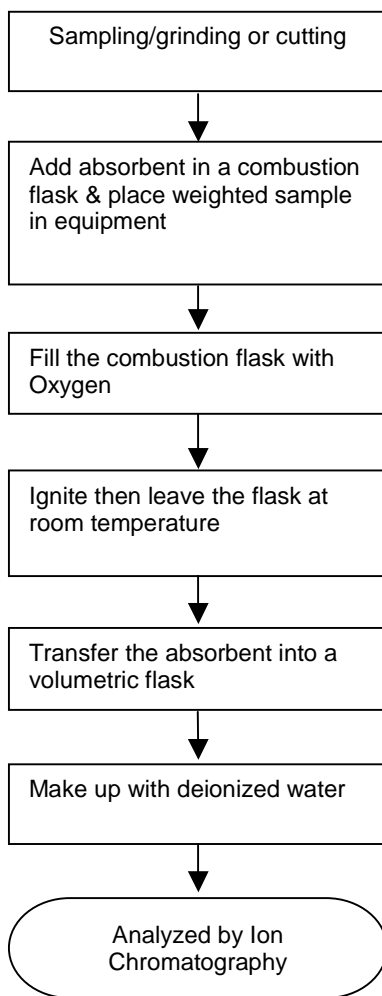 Sampling/grinding or cutting
Add absorbent in a combustion
flask & place weighted sample
in equipment
Fill the combustion flask with
Oxygen
Ignite then leave the flask at
room temperature
Transfer the absorbent into a
volumetric flask
Make up with deionized water
Analyzed by Ion
Chromatography